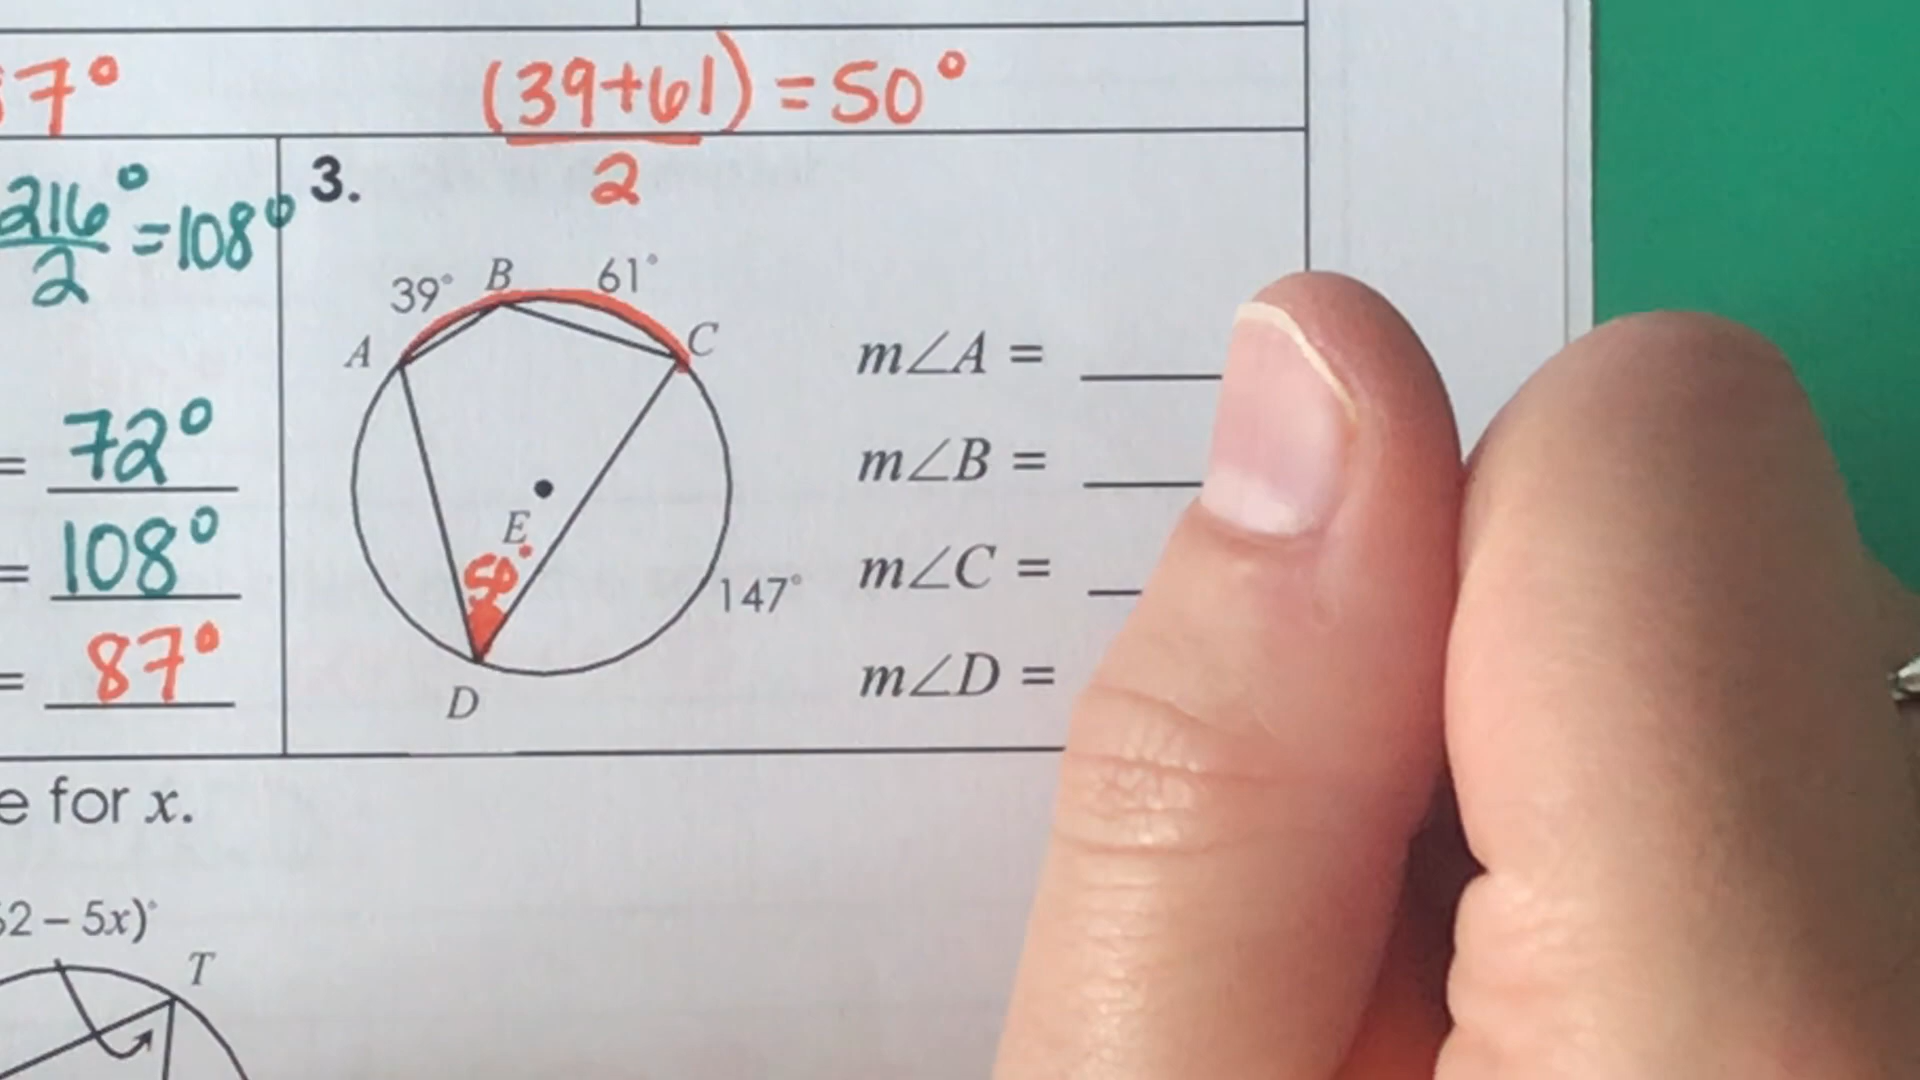 7°
(39+61) = 50°
2
216° = 108°
2
3.
39° B 61°
A C
m∠A =
m∠B =
E
50°
147°
m∠C =
m∠D =
D
= 72°
= 108°
= 87°
e for x.
2 – 5x)°
T